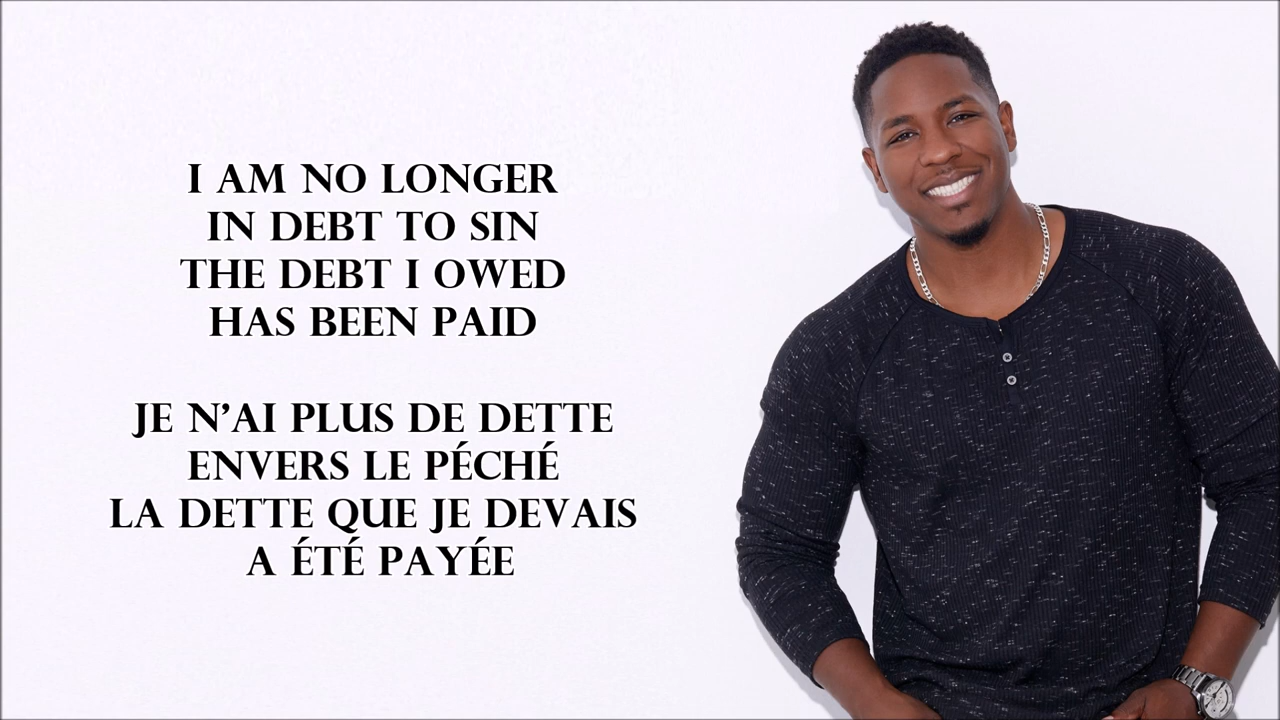 I AM NO LONGER
IN DEBT TO SIN
THE DEBT I OWED
HAS BEEN PAID
JE N'AI PLUS DE DETTE
ENVERS LE PÉCHÉ
LA DETTE QUE JE DEVAIS
A ÉTÉ PAYÉE